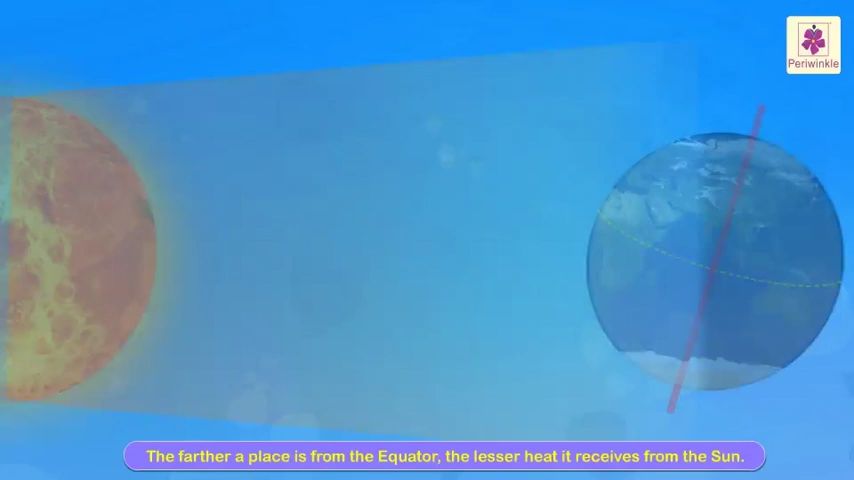 Periwinkle
The farther a place is from the Equator, the lesser heat it receives from the Sun.